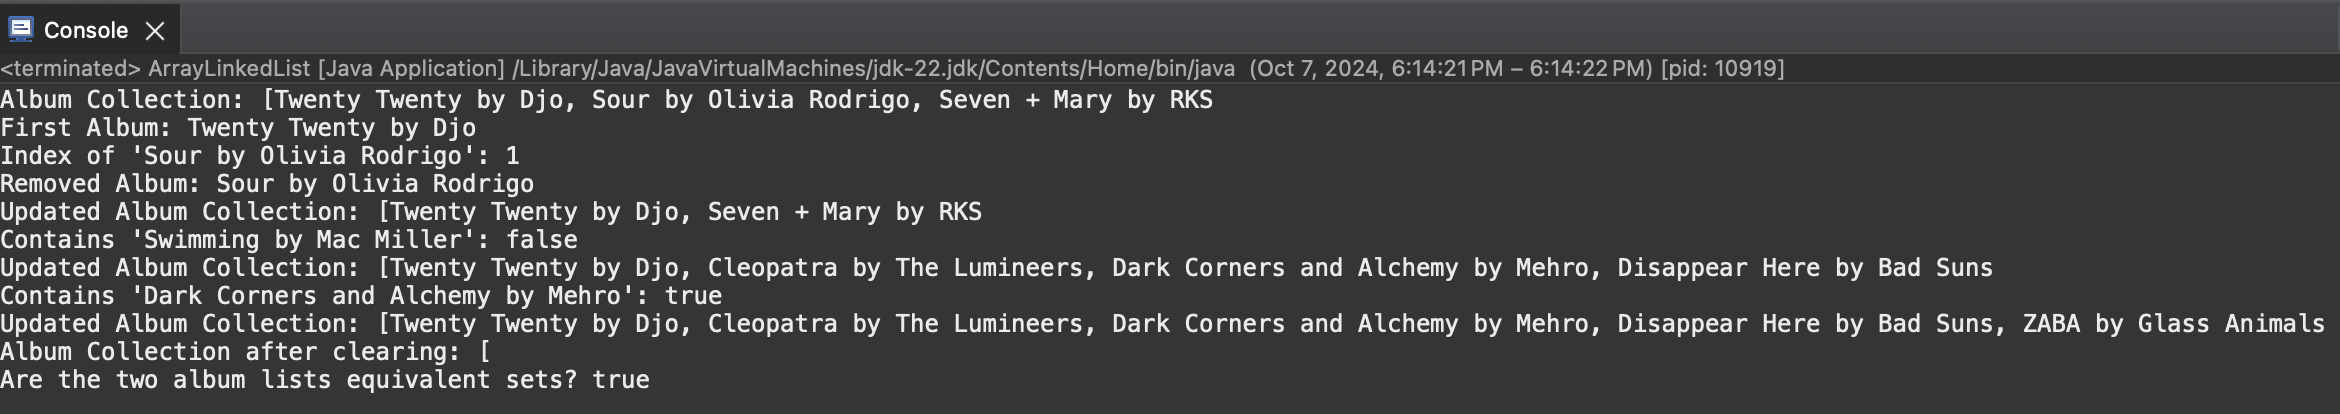 Console
<terminated> ArrayLinkedList [Java Application] /Library/Java/JavaVirtualMachines/jdk-22.jdk/Contents/Home/bin/java (Oct 7, 2024, 6:14:21 PM – 6:14:22 PM) [pid: 10919]
Album Collection: [Twenty Twenty by Djo, Sour by Olivia Rodrigo, Seven + Mary by RKS
First Album: Twenty Twenty by Djo
Index of 'Sour by Olivia Rodrigo': 1
Removed Album: Sour by Olivia Rodrigo
Updated Album Collection: [Twenty Twenty by Djo, Seven + Mary by RKS
Contains 'Swimming by Mac Miller': false
Updated Album Collection: [Twenty Twenty by Djo, Cleopatra by The Lumineers, Dark Corners and Alchemy by Mehro, Disappear Here by Bad Suns
Contains 'Dark Corners and Alchemy by Mehro': true
Updated Album Collection: [Twenty Twenty by Djo, Cleopatra by The Lumineers, Dark Corners and Alchemy by Mehro, Disappear Here by Bad Suns, ZABA by Glass Animals
Album Collection after clearing: [
Are the two album lists equivalent sets? true